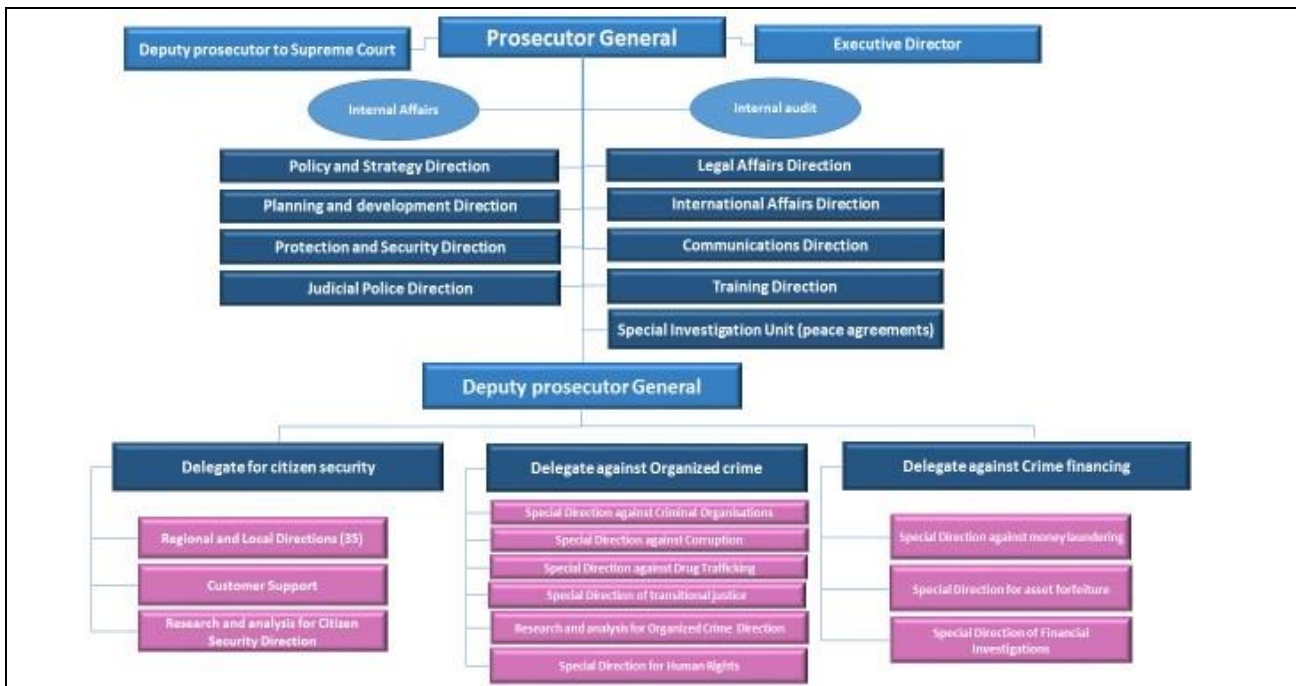 Prosecutor General
Deputy prosecutor to Supreme Court
Executive Director
Internal Affairs
Internal audit
Policy and Strategy Direction
Legal Affairs Direction
Planning and development Direction
International Affairs Direction
Protection and Security Direction
Communications Direction
Judicial Police Direction
Training Direction
Special Investigation Unit (peace agreements)
Deputy prosecutor General
Delegate for citizen security
Regional and Local Directions (35)
Customer Support
Research and analysis for Citizen
Security Direction
Delegate against Organized crime
Special Direction against Criminal Organisations
Special Direction against Corruption
Special Direction against Drug Trafficking
Special Direction of transitional justice
Research and analysis for Organized Crime Direction
Special Direction for Human Rights
Delegate against Crime financing
Special Direction against money laundering
Special Direction for asset forfeiture
Special Direction of Financial
Investigations